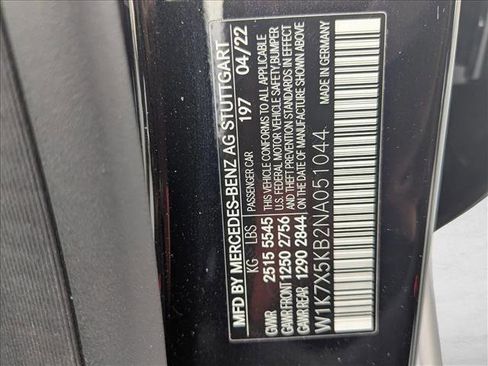 MFD BY MERCEDES-BENZ AG STUTTGART
197 04/22
KG LBS PASSENGER CAR
GVWR 2515 5545 THIS VEHICLE CONFORMS TO ALL APPLICABLE
GAWR FRONT 1250 2756 U.S. FEDERAL MOTOR VEHICLE SAFETY,BUMPER
AND THEFT PREVENTION STANDARDS IN EFFECT
GAWR REAR 1290 2844 ON THE DATE OF MANUFACTURE SHOWN ABOVE
W1K7X5KB2NA051044 MADE IN GERMANY